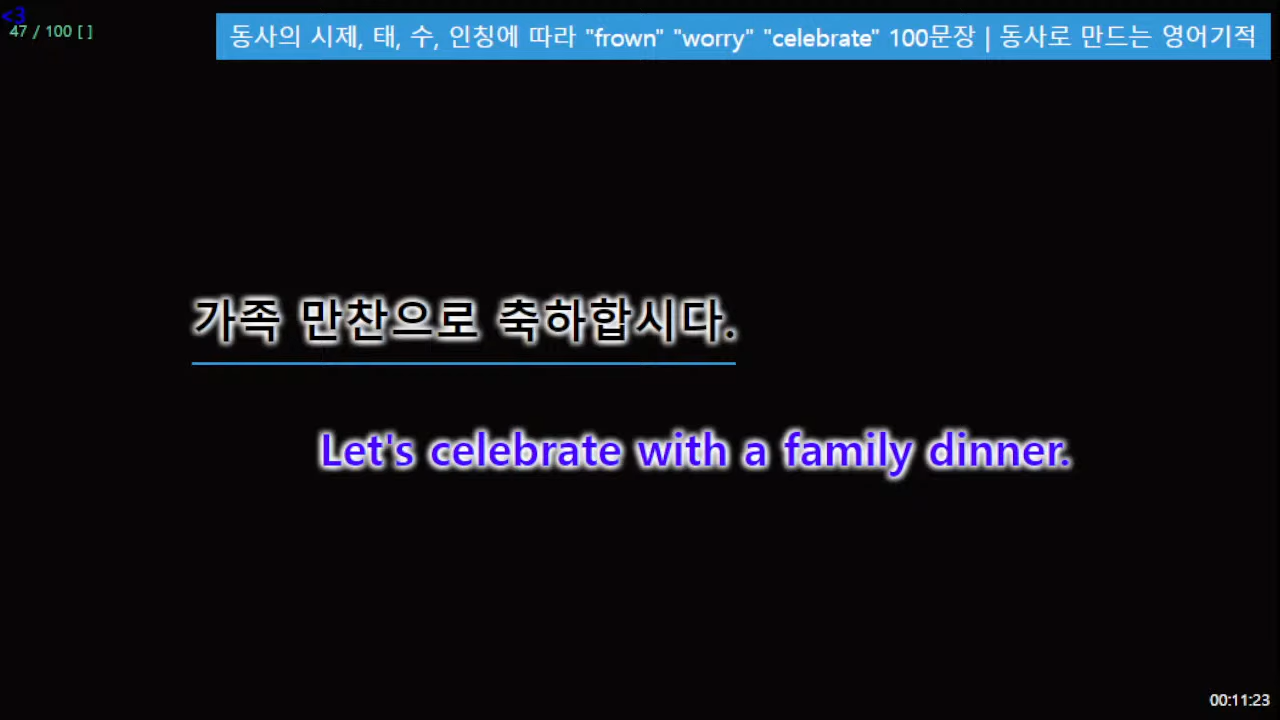 <3
47 / 100 [ ]
동사의 시제, 태, 수, 인칭에 따라 "frown" "worry" "celebrate" 100문장 | 동사로 만드는 영어기적
가족 만찬으로 축하합시다.
Let's celebrate with a family dinner.
00:11:23